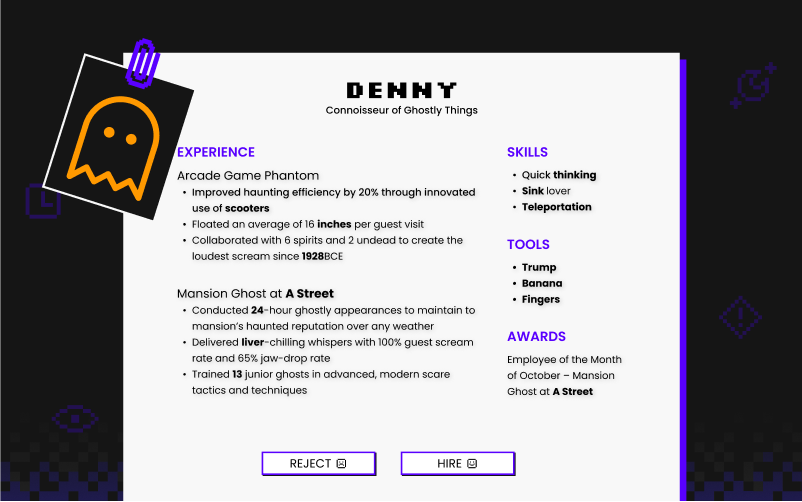 DENNY
Connoisseur of Ghostly Things
EXPERIENCE
Arcade Game Phantom
• Improved haunting efficiency by 20% through innovated
use of scooters
• Floated an average of 16 inches per guest visit
• Collaborated with 6 spirits and 2 undead to create the
loudest scream since 1928BCE
Mansion Ghost at A Street
• Conducted 24-hour ghostly appearances to maintain to
mansion's haunted reputation over any weather
• Delivered liver-chilling whispers with 100% guest scream
rate and 65% jaw-drop rate
• Trained 13 junior ghosts in advanced, modern scare
tactics and techniques
SKILLS
• Quick thinking
• Sink lover
• Teleportation
TOOLS
• Trump
• Banana
• Fingers
AWARDS
Employee of the Month
of October – Mansion
Ghost at A Street
REJECT
HIRE